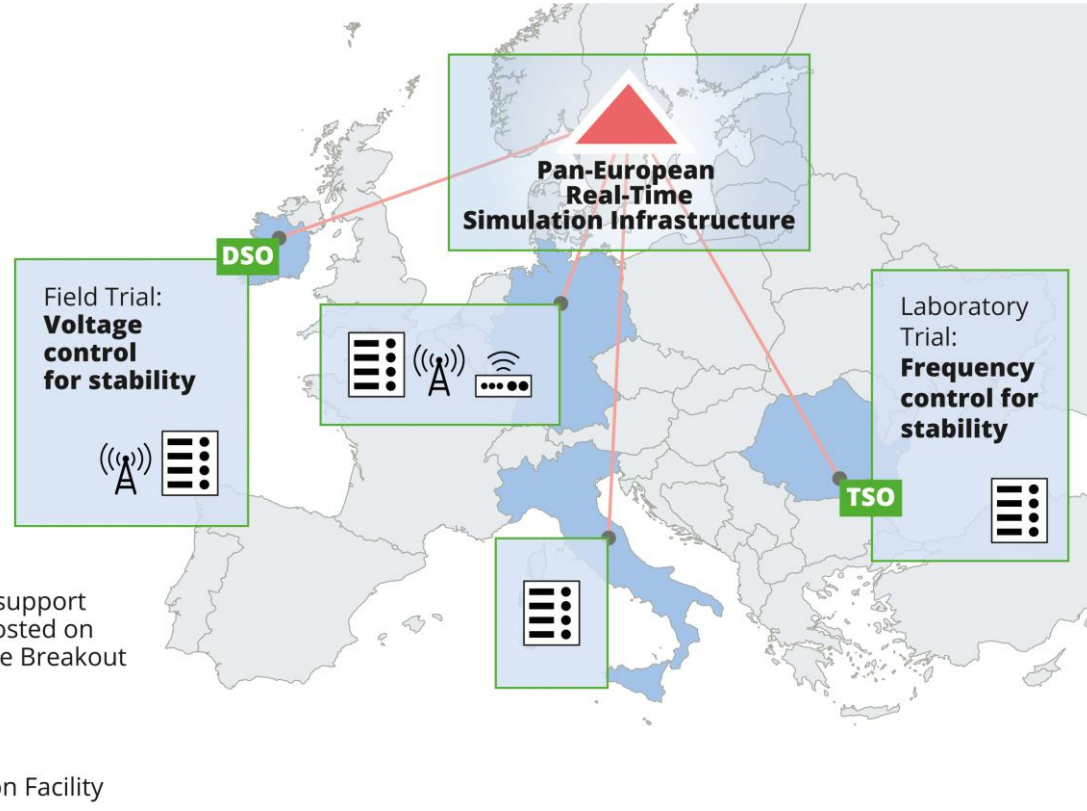 Pan-European
Real-Time
Simulation Infrastructure
DSO
Field Trial:
Voltage
control
for stability
Laboratory
Trial:
Frequency
control for
stability
TSO
support
osted on
e Breakout
on Facility